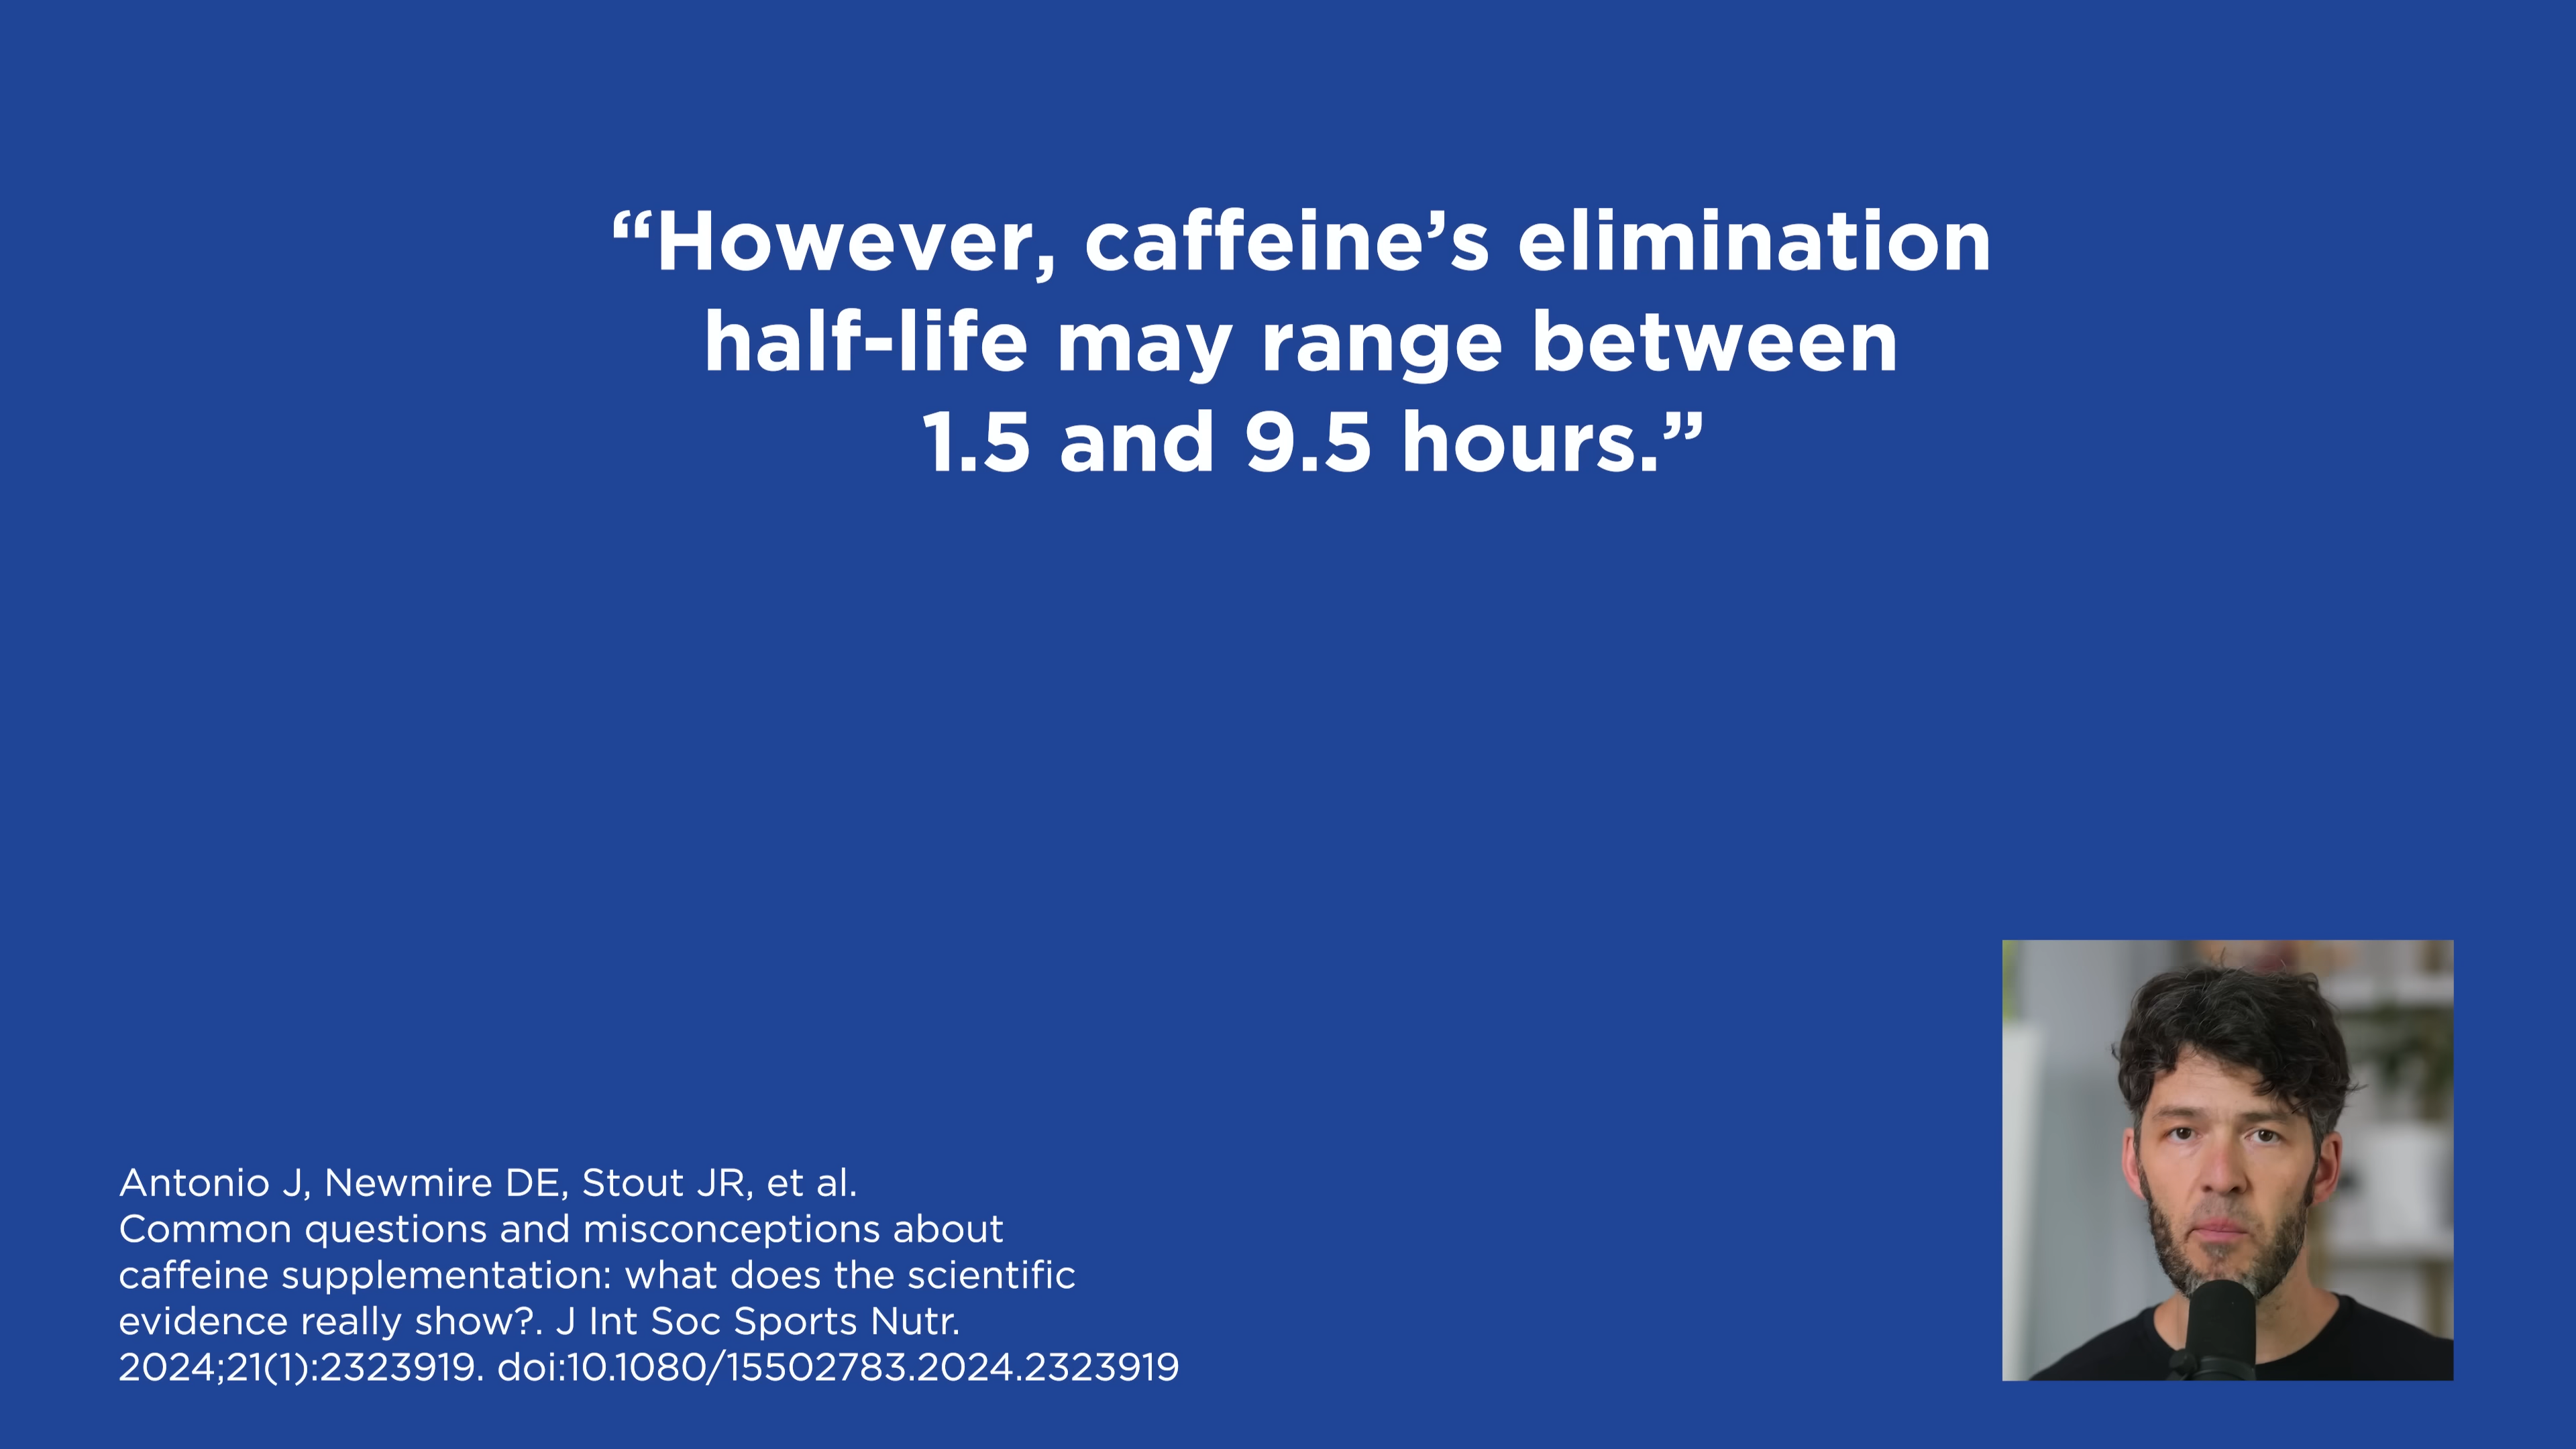 “However, caffeine’s elimination
half-life may range between
1.5 and 9.5 hours.”
Antonio J, Newmire DE, Stout JR, et al.
Common questions and misconceptions about
caffeine supplementation: what does the scientific
evidence really show?. J Int Soc Sports Nutr.
2024;21(1):2323919. doi:10.1080/15502783.2024.2323919